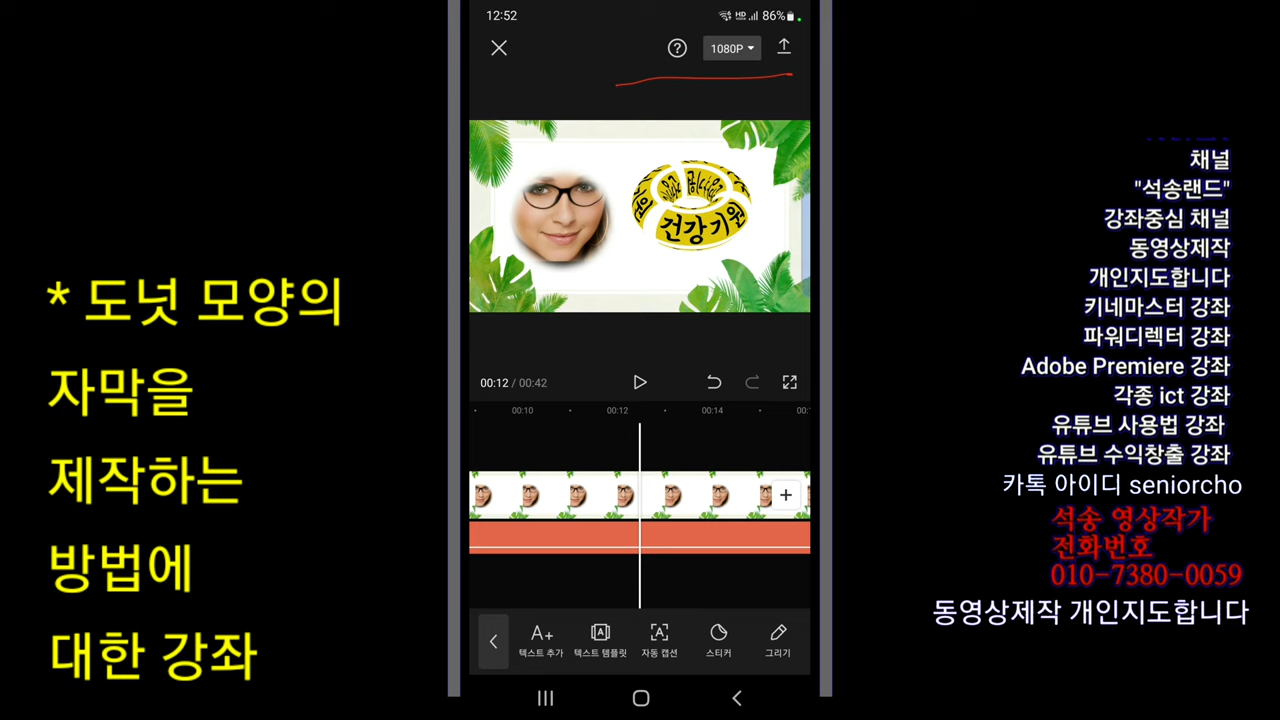 * 도넛 모양의
자막을
제작하는
방법에
대한 강좌
12:52
HD 86%
1080P
건강기원
00:12 / 00:42
00:10 00:12 00:14 00:
텍스트 추가 텍스트 템플릿 자동 캡션 스티커 그리기
채널
"석송랜드"
강좌중심 채널
동영상제작
개인지도합니다
키네마스터 강좌
파워디렉터 강좌
Adobe Premiere 강좌
각종 ict 강좌
유튜브 사용법 강좌
유튜브 수익창출 강좌
카톡 아이디 seniorcho
석송 영상작가
전화번호
010-7380-0059
동영상제작 개인지도합니다